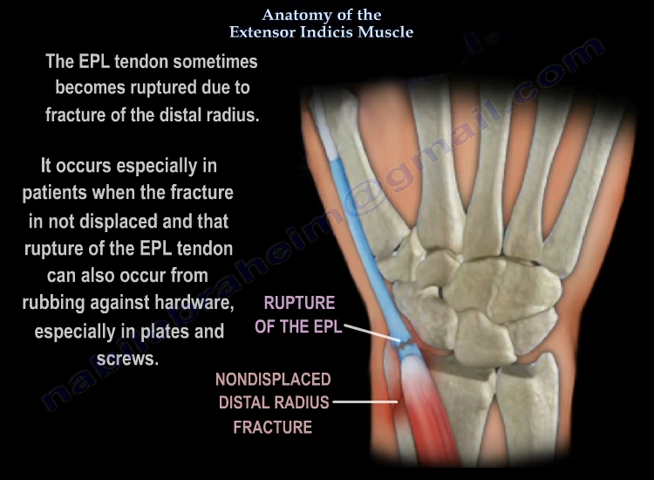 Anatomy of the
Extensor Indicis Muscle
The EPL tendon sometimes
becomes ruptured due to
fracture of the distal radius.
It occurs especially in
patients when the fracture
in not displaced and that
rupture of the EPL tendon
can also occur from
rubbing against hardware,
especially in plates and
screws.
RUPTURE
OF THE EPL
NONDISPLACED
DISTAL RADIUS
FRACTURE